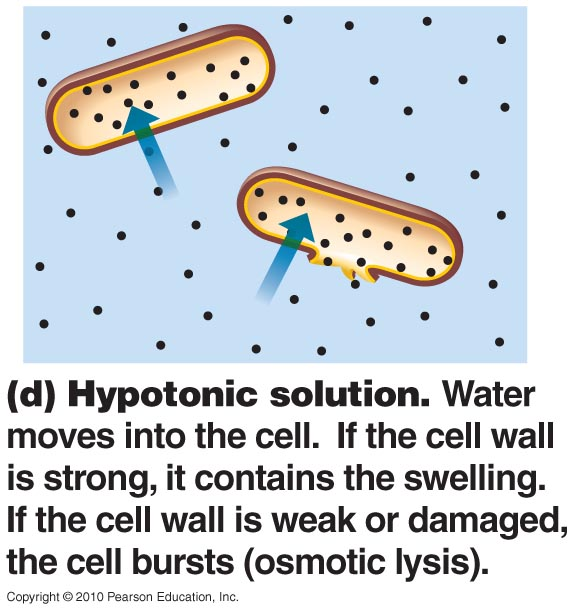 (d) Hypotonic solution. Water
moves into the cell. If the cell wall
is strong, it contains the swelling.
If the cell wall is weak or damaged,
the cell bursts (osmotic lysis).
Copyright © 2010 Pearson Education, Inc.